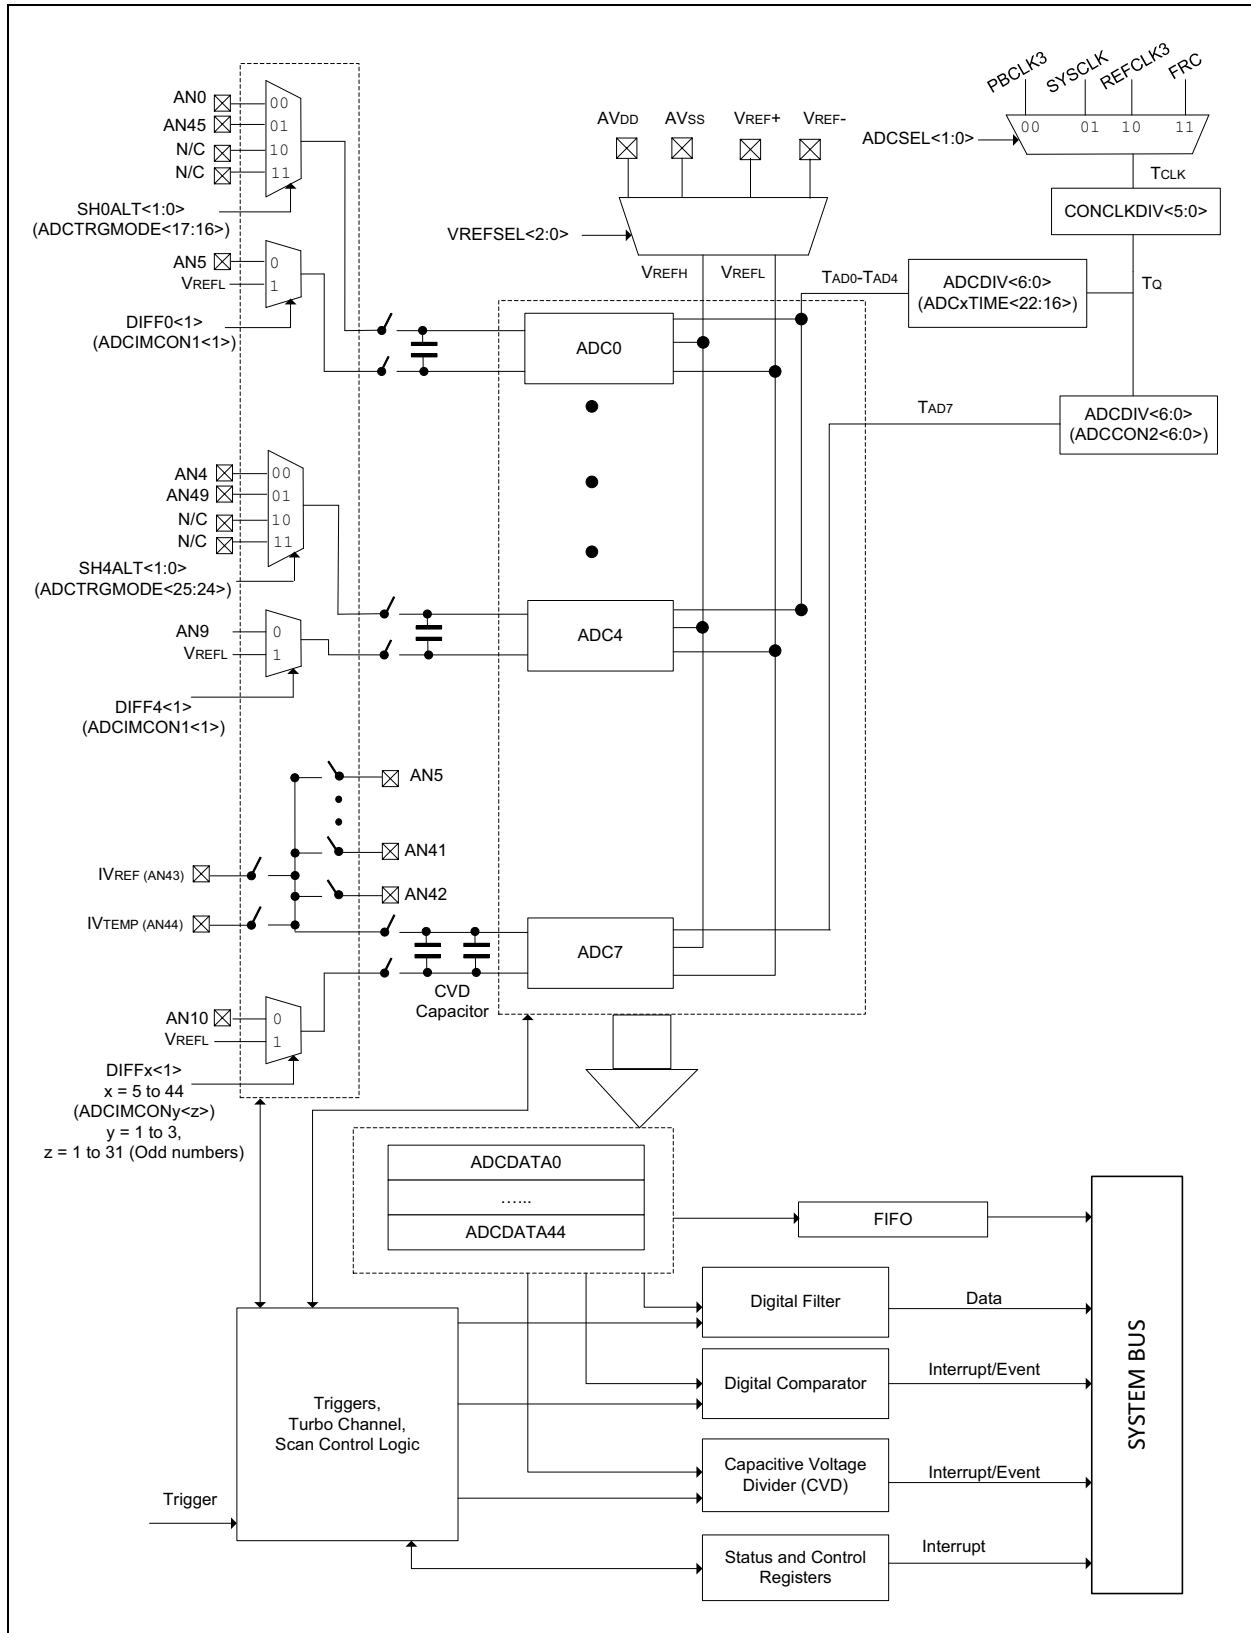 PBCLK3
SYSCLK
REFCLK3
FRC
00
01
10
11
ADCSEL<1:0>
TCLK
CONCLKDIV<5:0>
TQ
AN0
AN45
N/C
N/C
00
01
10
11
SH0ALT<1:0>
(ADCTRGMODE<17:16>)
AN5
VREFL
0
1
DIFF0<1>
(ADCIMCON1<1>)
AVDD
AVSS
VREF+
VREF-
VREFSEL<2:0>
VREFH
VREFL
TAD0-TAD4
ADCDIV<6:0>
(ADCxTIME<22:16>)
ADC0
TAD7
ADCDIV<6:0>
(ADCCON2<6:0>)
AN4
AN49
N/C
N/C
00
01
10
11
SH4ALT<1:0>
(ADCTRGMODE<25:24>)
AN9
VREFL
0
1
DIFF4<1>
(ADCIMCON1<1>)
ADC4
AN5
AN41
AN42
IVREF (AN43)
IVTEMP (AN44)
ADC7
CVD
Capacitor
AN10
VREFL
0
1
DIFFx<1>
x = 5 to 44
(ADCIMCONy<z>)
y = 1 to 3,
z = 1 to 31 (Odd numbers)
ADCDATA0
…...
ADCDATA44
FIFO
Digital Filter
Data
Digital Comparator
Interrupt/Event
Capacitive Voltage
Divider (CVD)
Interrupt/Event
Status and Control
Registers
Interrupt
Triggers,
Turbo Channel,
Scan Control Logic
Trigger
SYSTEM BUS